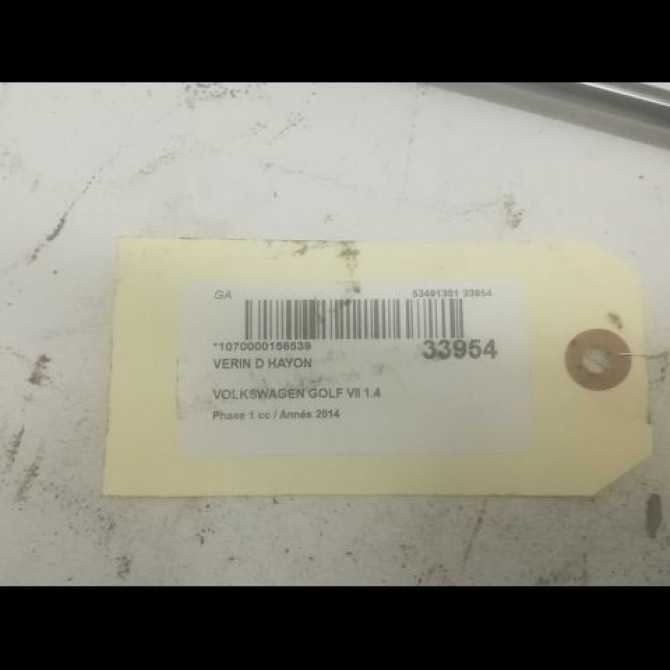 GA 53491301 33954
*1070000156539 33954
VERIN D HAYON
VOLKSWAGEN GOLF VII 1.4
Phase 1 cc / Année 2014